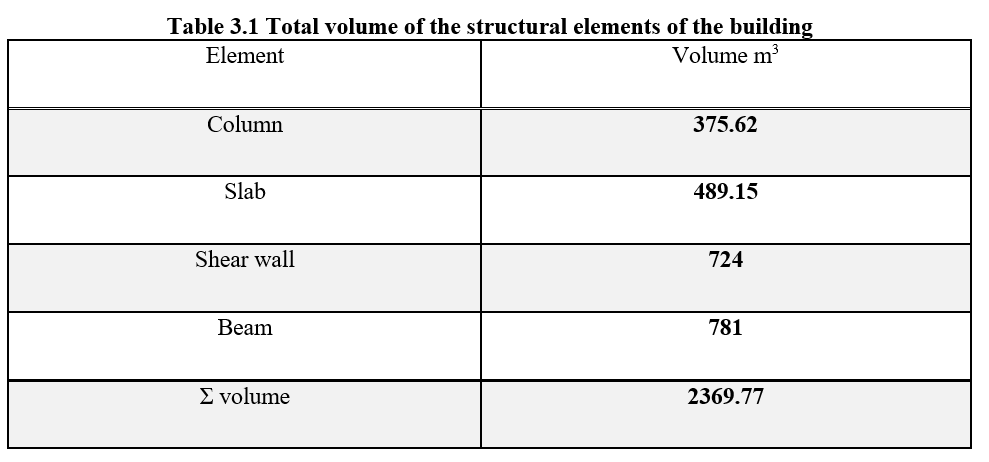 Table 3.1 Total volume of the structural elements of the building
Element Volume m³
Column 375.62
Slab 489.15
Shear wall 724
Beam 781
Σ volume 2369.77